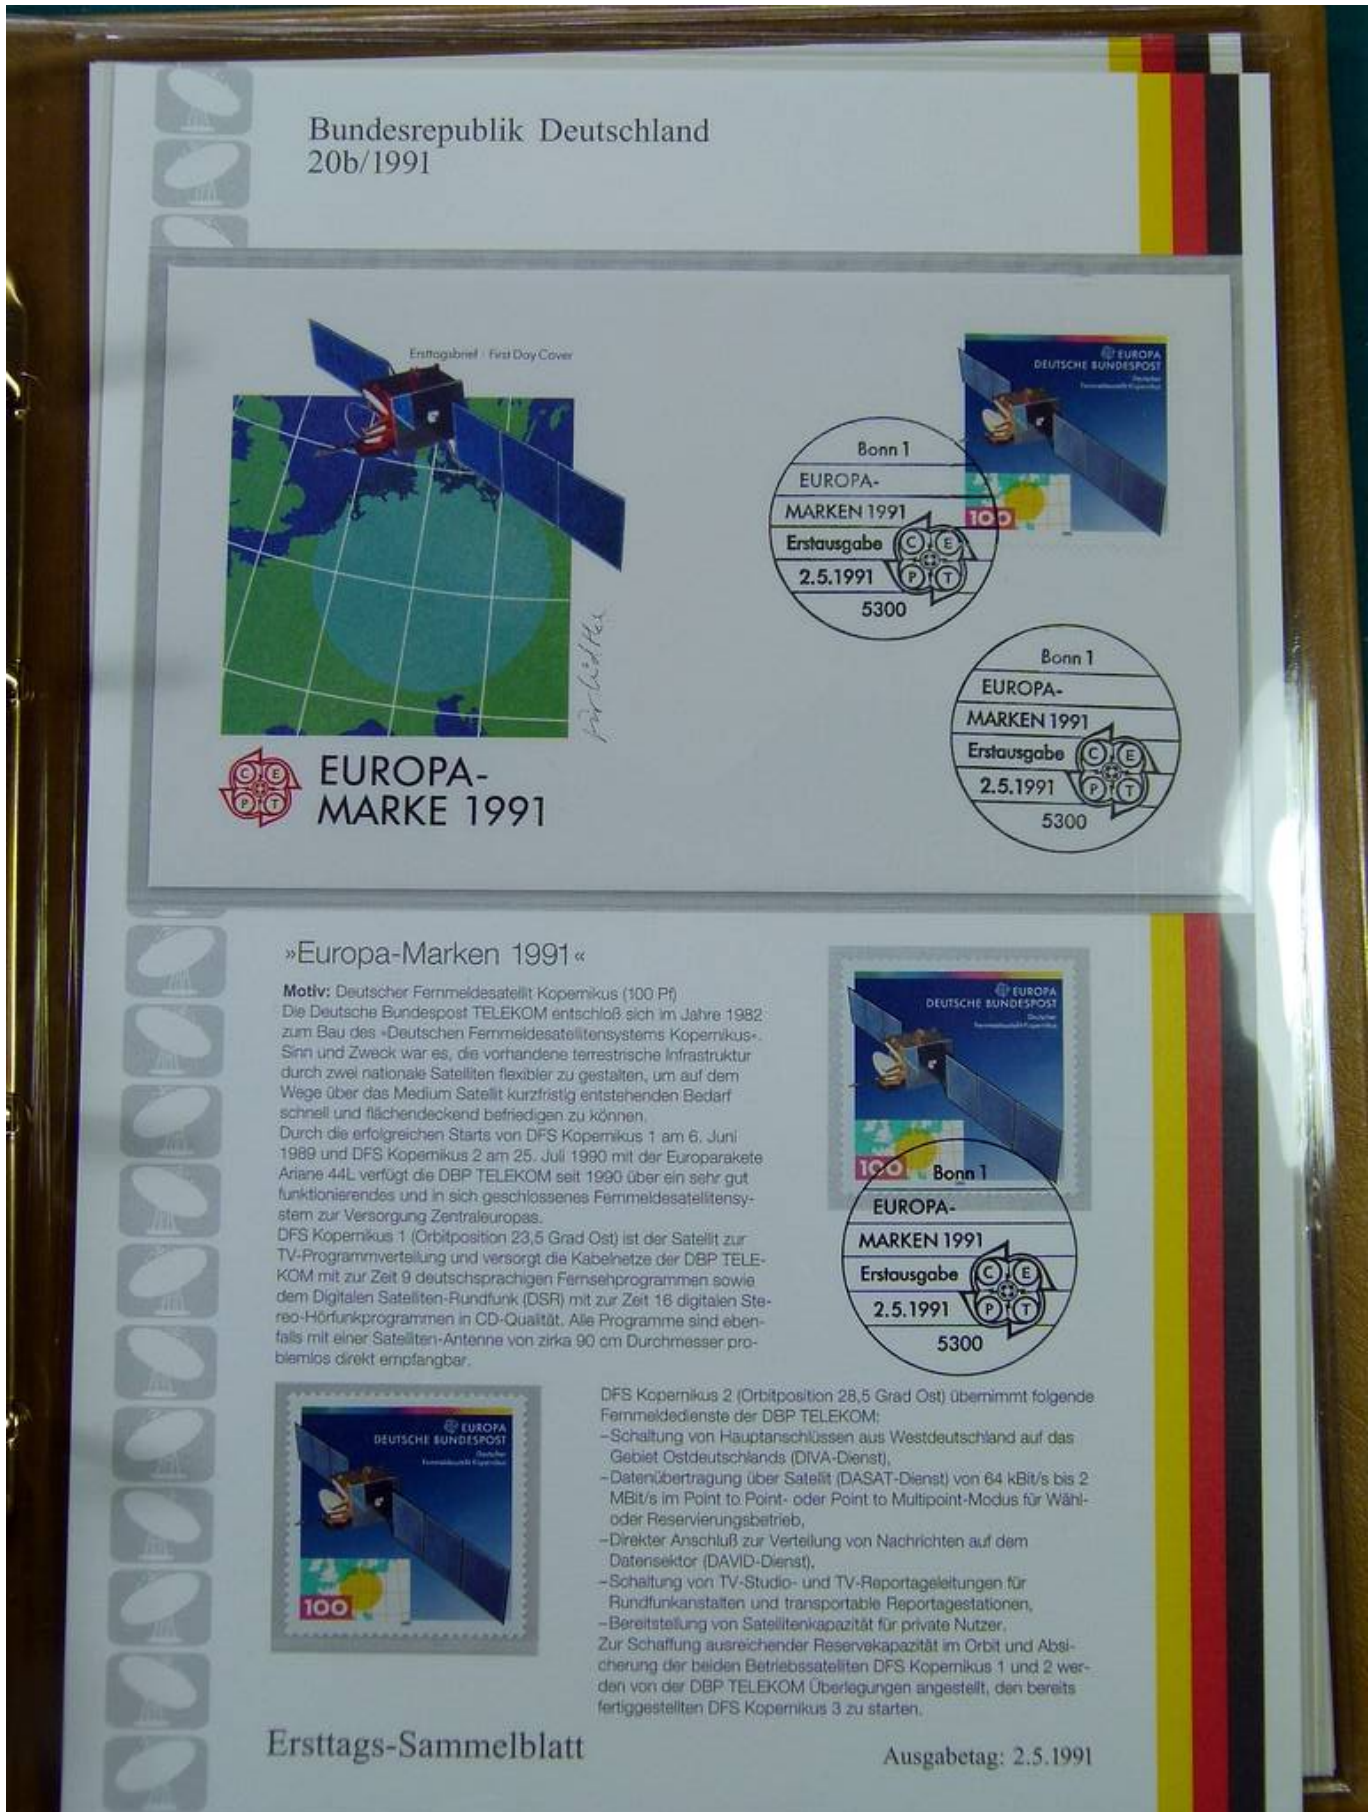 Bundesrepublik Deutschland
20b/1991
Ersttagsbrief · First Day Cover
EUROPA
DEUTSCHE BUNDESPOST
Deutscher
Fernmeldesatellit Kopernikus
100
Bonn 1
EUROPA-
MARKEN 1991
Erstausgabe
2.5.1991
5300
C E
P T
Bonn 1
EUROPA-
MARKEN 1991
Erstausgabe
2.5.1991
5300
C E
P T
C E
P T
EUROPA-
MARKE 1991
»Europa-Marken 1991«
Motiv: Deutscher Fernmeldesatellit Kopernikus (100 Pf)
Die Deutsche Bundespost TELEKOM entschloß sich im Jahre 1982
zum Bau des »Deutschen Fernmeldesatellitensystems Kopernikus«.
Sinn und Zweck war es, die vorhandene terrestrische Infrastruktur
durch zwei nationale Satelliten flexibler zu gestalten, um auf dem
Wege über das Medium Satellit kurzfristig entstehenden Bedarf
schnell und flächendeckend befriedigen zu können.
Durch die erfolgreichen Starts von DFS Kopernikus 1 am 6. Juni
1989 und DFS Kopernikus 2 am 25. Juli 1990 mit der Europarakete
Ariane 44L verfügt die DBP TELEKOM seit 1990 über ein sehr gut
funktionierendes und in sich geschlossenes Fernmeldesatellitensy-
stem zur Versorgung Zentraleuropas.
DFS Kopernikus 1 (Orbitposition 23,5 Grad Ost) ist der Satellit zur
TV-Programmverteilung und versorgt die Kabelnetze der DBP TELE-
KOM mit zur Zeit 9 deutschsprachigen Fernsehprogrammen sowie
dem Digitalen Satelliten-Rundfunk (DSR) mit zur Zeit 16 digitalen Ste-
reo-Hörfunkprogrammen in CD-Qualität. Alle Programme sind eben-
falls mit einer Satelliten-Antenne von zirka 90 cm Durchmesser pro-
blemlos direkt empfangbar.
EUROPA
DEUTSCHE BUNDESPOST
Deutscher
Fernmeldesatellit Kopernikus
100
Bonn 1
EUROPA-
MARKEN 1991
Erstausgabe
2.5.1991
5300
C E
P T
EUROPA
DEUTSCHE BUNDESPOST
Deutscher
Fernmeldesatellit Kopernikus
100
DFS Kopernikus 2 (Orbitposition 28,5 Grad Ost) übernimmt folgende
Fernmeldedienste der DBP TELEKOM:
–Schaltung von Hauptanschlüssen aus Westdeutschland auf das
Gebiet Ostdeutschlands (DIVA-Dienst),
–Datenübertragung über Satellit (DASAT-Dienst) von 64 kBit/s bis 2
MBit/s im Point to Point- oder Point to Multipoint-Modus für Wähl-
oder Reservierungsbetrieb,
–Direkter Anschluß zur Verteilung von Nachrichten auf dem
Datensektor (DAVID-Dienst),
–Schaltung von TV-Studio- und TV-Reportageleitungen für
Rundfunkanstalten und transportable Reportagestationen,
–Bereitstellung von Satellitenkapazität für private Nutzer.
Zur Schaffung ausreichender Reservekapazität im Orbit und Absi-
cherung der beiden Betriebssatelliten DFS Kopernikus 1 und 2 wer-
den von der DBP TELEKOM Überlegungen angestellt, den bereits
fertiggestellten DFS Kopernikus 3 zu starten.
Ersttags-Sammelblatt
Ausgabetag: 2.5.1991